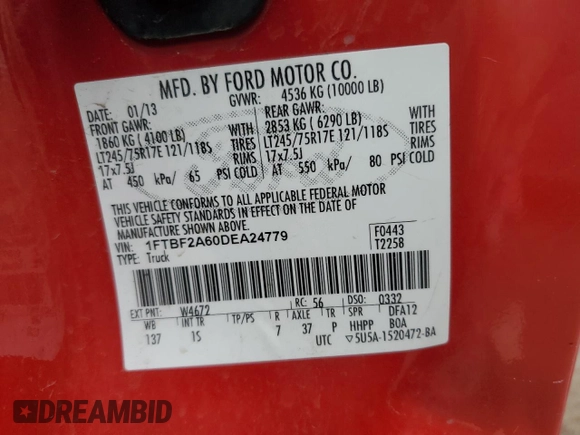 MFD. BY FORD MOTOR CO.
DATE: 01/13 GVWR: 4536 KG (10000 LB)
FRONT GAWR: REAR GAWR:
1860 KG (4100 LB) WITH 2853 KG (6290 LB) WITH
LT245/75R17E 121/118S TIRES LT245/75R17E 121/118S TIRES
17x7.5J RIMS 17x7.5J RIMS
AT 450 kPa/ 65 PSI COLD AT 550 kPa/ 80 PSI COLD
THIS VEHICLE CONFORMS TO ALL APPLICABLE FEDERAL MOTOR
VEHICLE SAFETY STANDARDS IN EFFECT ON THE DATE OF
MANUFACTURE SHOWN ABOVE.
VIN: 1FTBF2A60DEA24779 F0443
TYPE: Truck T2258
EXT PNT: W4672 RC: 56 DSO: 0332
WB INT TR TP/PS R AXLE TR SPR DFA12
137 1S 7 37 P HHPP BOA
UTC 5U5A-1520472-BA
DREAMBID